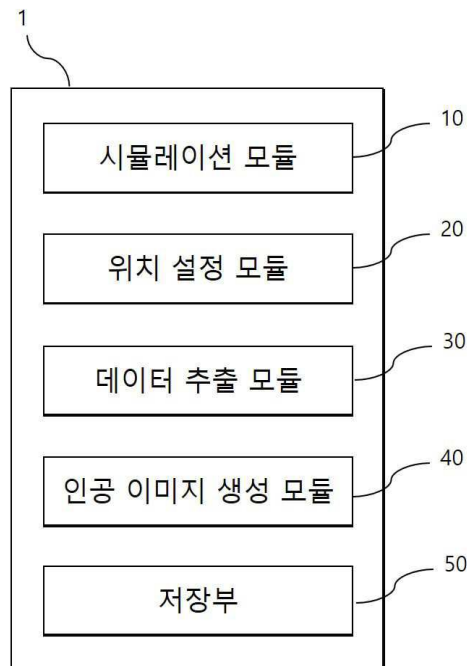 1
시뮬레이션 모듈
10
위치 설정 모듈
20
데이터 추출 모듈
30
인공 이미지 생성 모듈
40
저장부
50